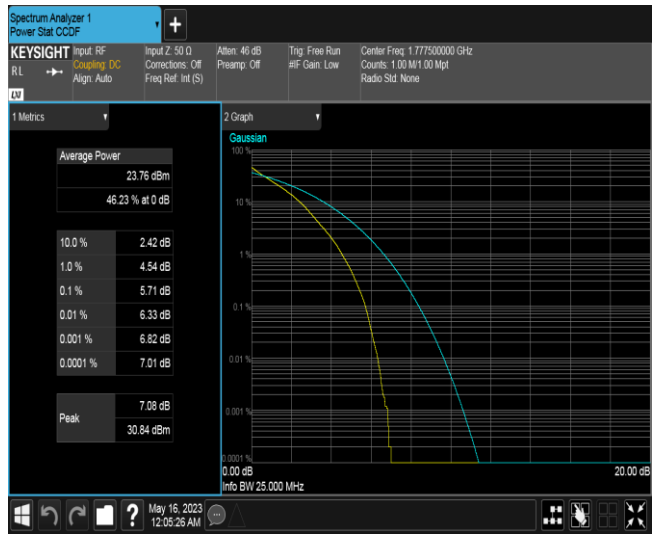 Spectrum Analyzer 1
Power Stat CCDF
+
KEYSIGHT
RL
LXI
Input: RF
Coupling: DC
Align: Auto
Input Z: 50 Ω
Corrections: Off
Freq Ref: Int (S)
Atten: 46 dB
Preamp: Off
Trig: Free Run
#IF Gain: Low
Center Freq: 1.777500000 GHz
Counts: 1.00 M/1.00 Mpt
Radio Std: None
1 Metrics
Average Power
23.76 dBm
46.23 % at 0 dB
10.0 % 2.42 dB
1.0 % 4.54 dB
0.1 % 5.71 dB
0.01 % 6.33 dB
0.001 % 6.82 dB
0.0001 % 7.01 dB
Peak
7.08 dB
30.84 dBm
2 Graph
Gaussian
100 %
10 %
1 %
0.1 %
0.01 %
0.001 %
0.0001 %
0.00 dB 20.00 dB
Info BW 25.000 MHz
?
May 16, 2023
12:05:26 AM